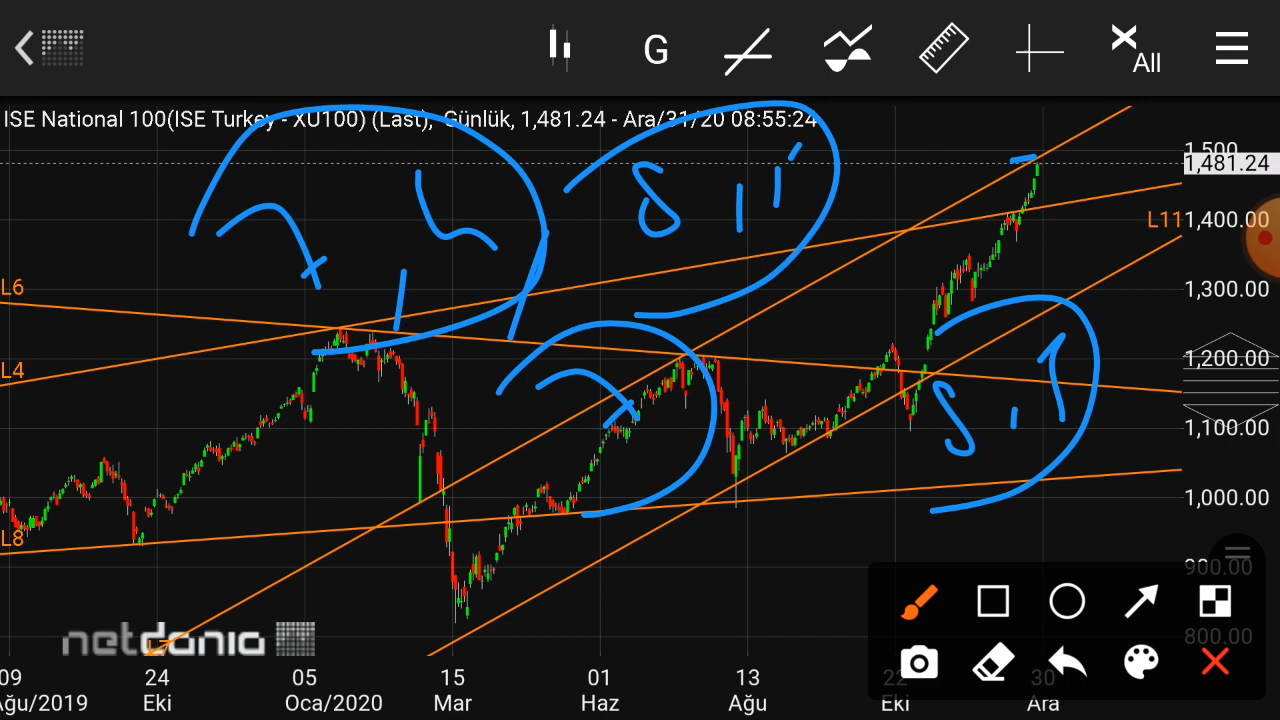 G
All
ISE National 100(ISE Turkey - XU100) (Last), Günlük, 1,481.24 - Ara/31/20 08:55:24
1,500
1,481.24
L11
1,400.00
L6
1,300.00
L4
1,200.00
1,100.00
1,000.00
L8
900.00
800.00
netdania
L7
09 24 05 15 01 13 22 30
Ağu/2019 Eki Oca/2020 Mar Haz Ağu Eki Ara